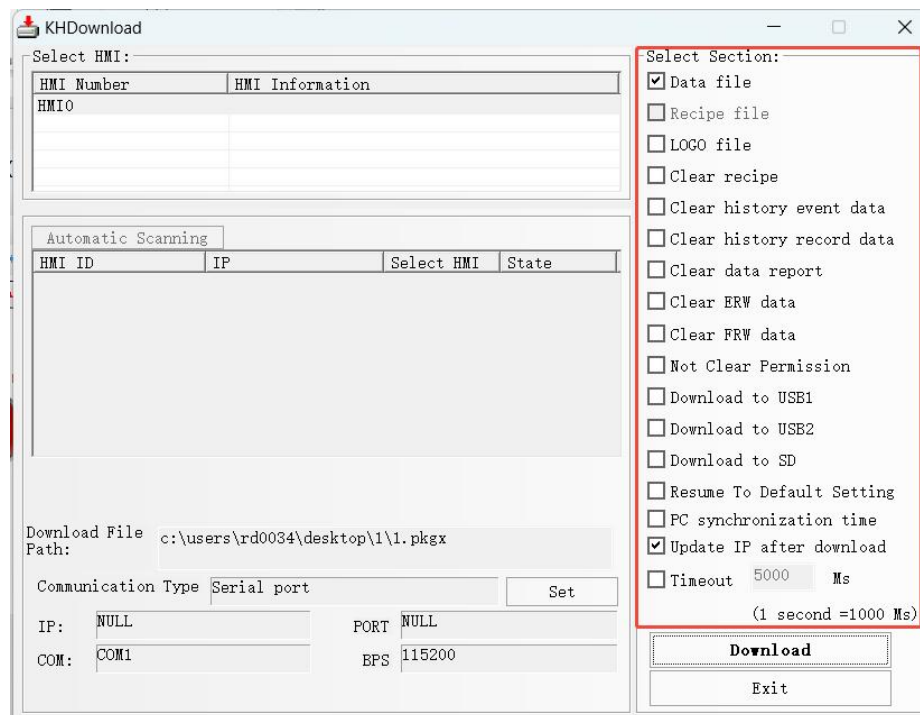 KHDownload
Select HMI:
HMI Number HMI Information
HMI0
Automatic Scanning
HMI ID IP Select HMI State
Download File Path: c:\users\rd0034\desktop\1\1.pkgx
Communication Type Serial port Set
IP: NULL PORT NULL
COM: COM1 BPS 115200
Select Section:
Data file
Recipe file
LOGO file
Clear recipe
Clear history event data
Clear history record data
Clear data report
Clear ERW data
Clear FRW data
Not Clear Permission
Download to USB1
Download to USB2
Download to SD
Resume To Default Setting
PC synchronization time
Update IP after download
Timeout 5000 Ms
(1 second =1000 Ms)
Download
Exit